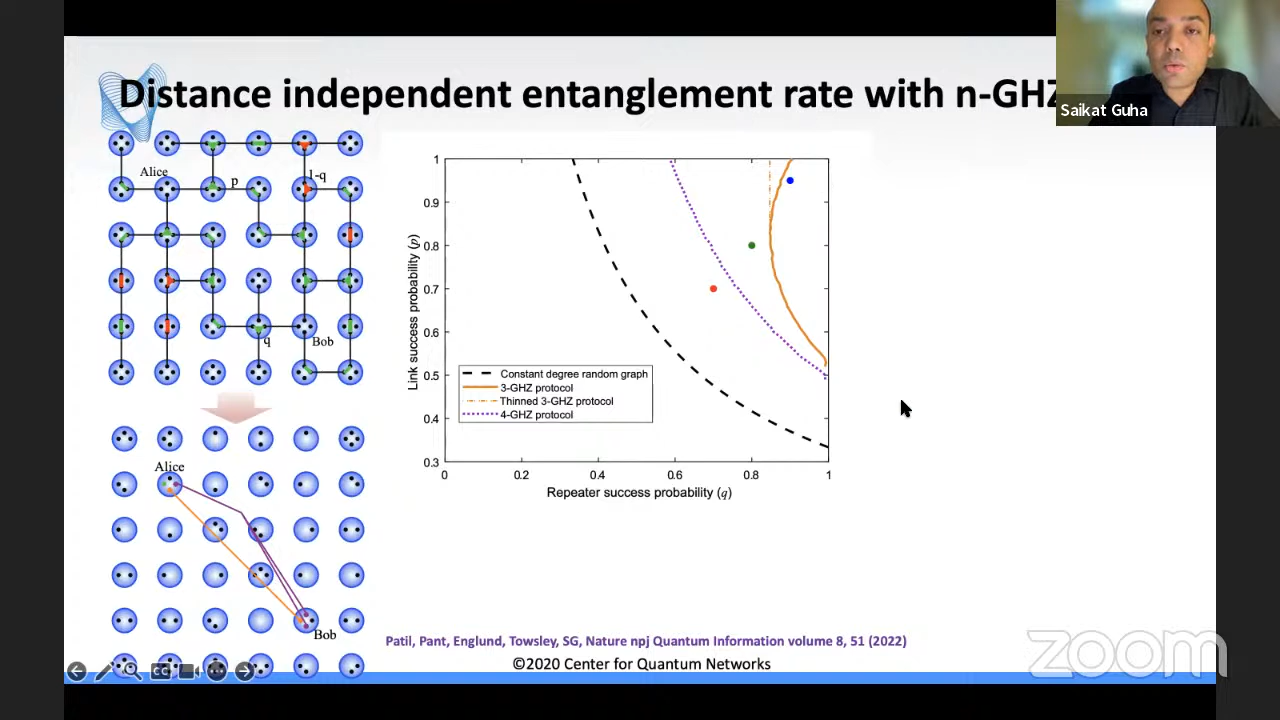 Distance independent entanglement rate with n-GHZ
Saikat Guha
Alice
p
1-q
q
Bob
Alice
Bob
1
0.9
0.8
0.7
0.6
0.5
0.4
0.3
Link success probability (p)
Constant degree random graph
3-GHZ protocol
Thinned 3-GHZ protocol
4-GHZ protocol
0 0.2 0.4 0.6 0.8 1
Repeater success probability (q)
Patil, Pant, Englund, Towsley, SG, Nature npj Quantum Information volume 8, 51 (2022)
©2020 Center for Quantum Networks
CC
zoom